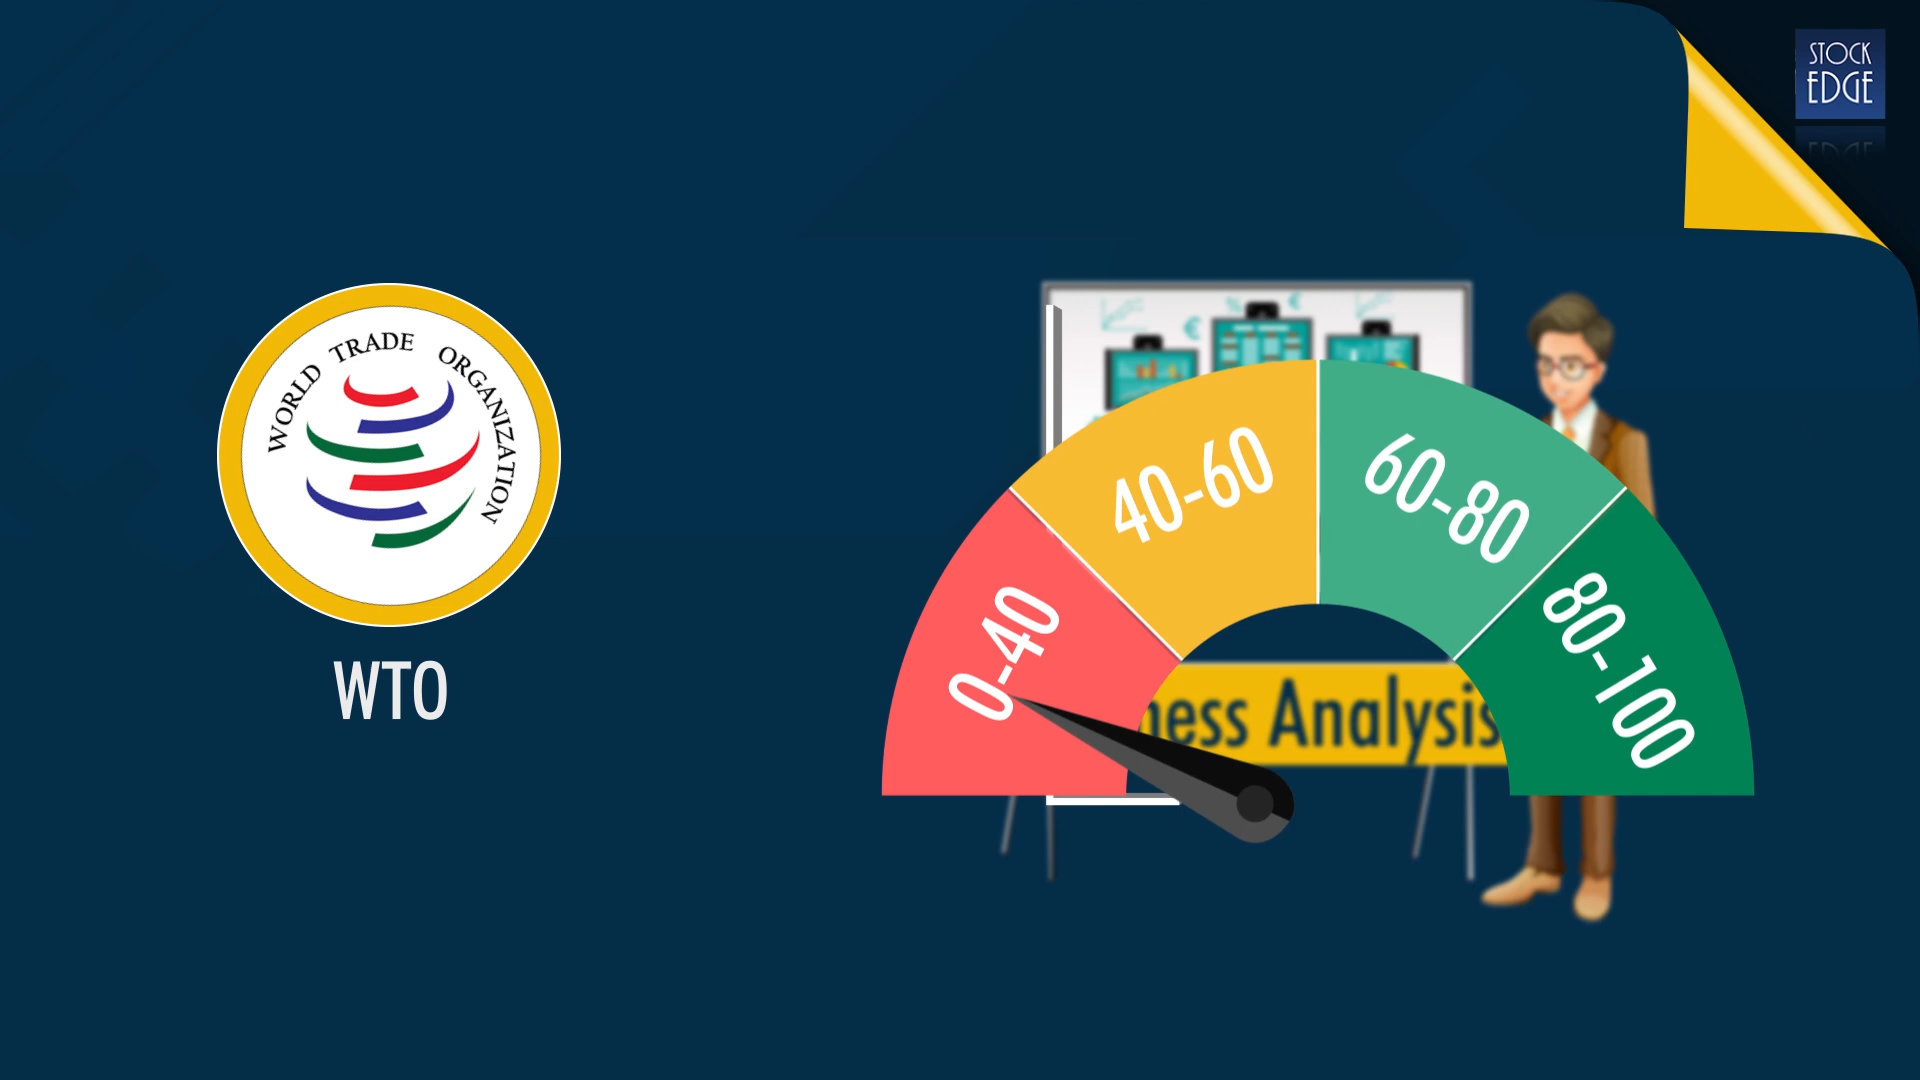 STOCK
EDGE
WORLD TRADE ORGANIZATION
WTO
0-40
40-60
60-80
80-100
ness Analysis